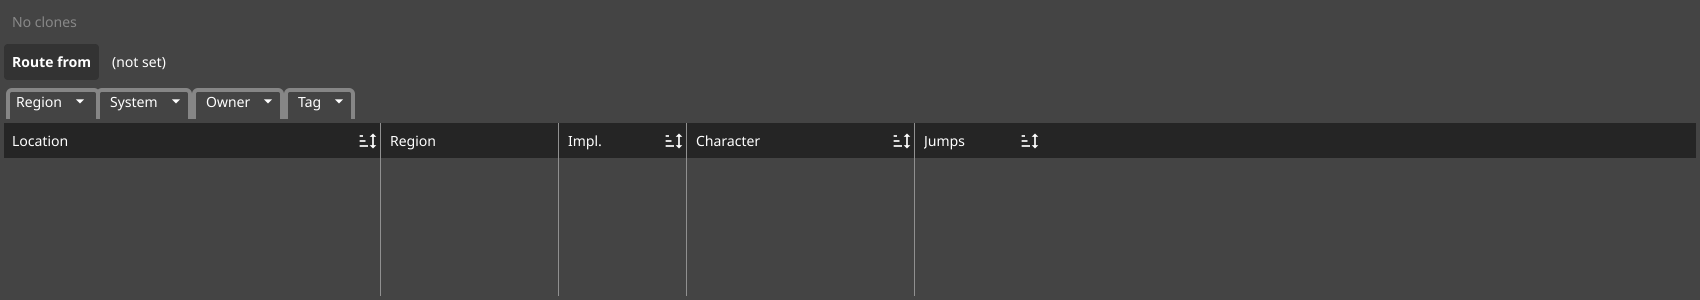 No clones
Route from (not set)
Region System Owner Tag
Location Region Impl. Character Jumps